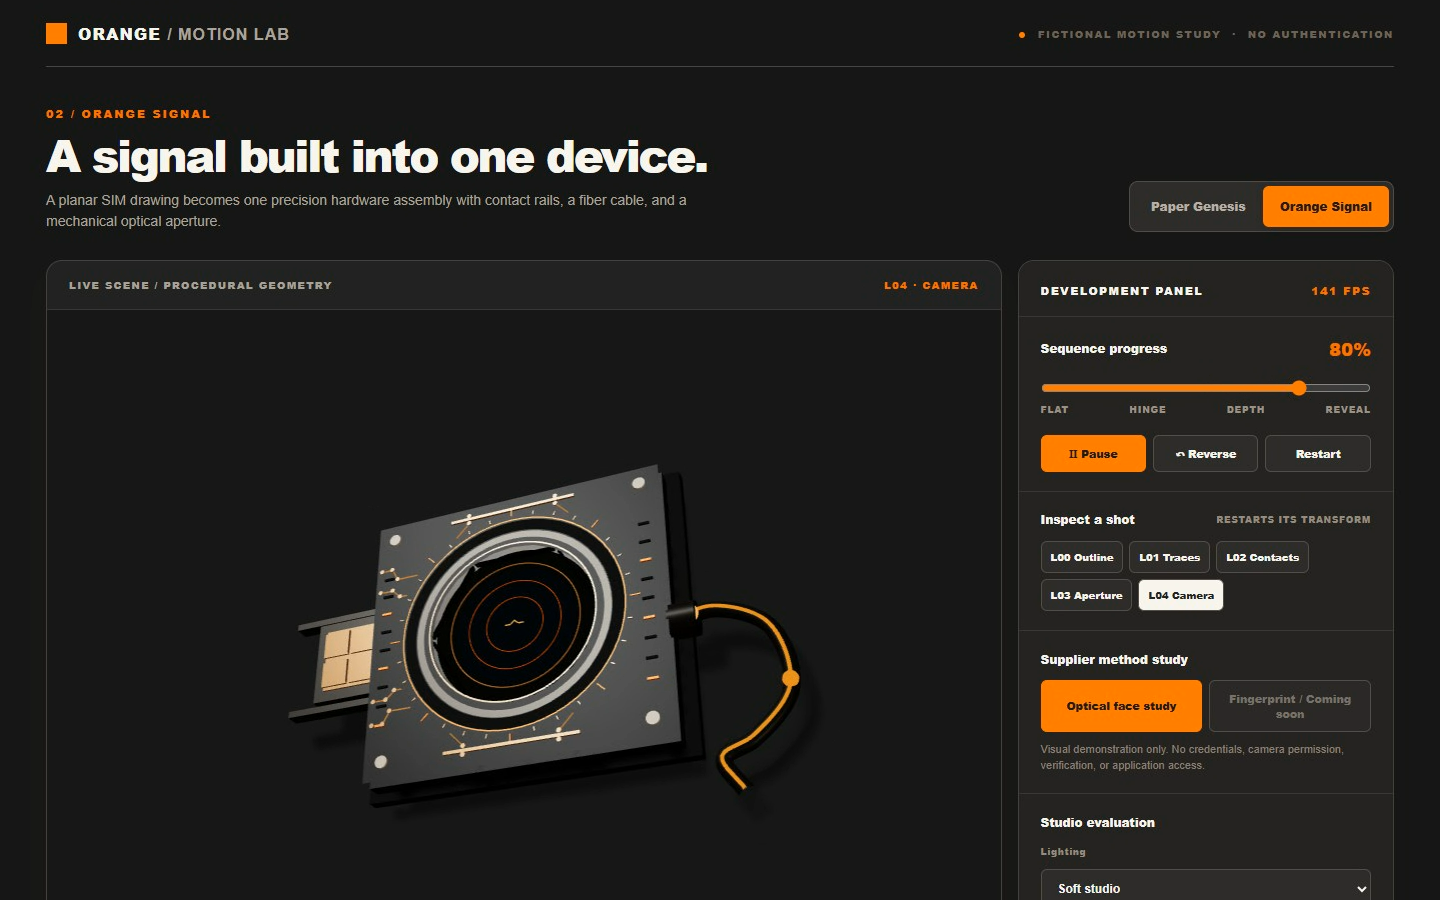 ORANGE / MOTION LAB
FICTIONAL MOTION STUDY · NO AUTHENTICATION
02 / ORANGE SIGNAL
A signal built into one device.
A planar SIM drawing becomes one precision hardware assembly with contact rails, a fiber cable, and a
mechanical optical aperture.
Paper Genesis
Orange Signal
LIVE SCENE / PROCEDURAL GEOMETRY
L04 · CAMERA
DEVELOPMENT PANEL
141 FPS
Sequence progress
80%
FLAT
HINGE
DEPTH
REVEAL
II Pause
↶ Reverse
Restart
Inspect a shot
RESTARTS ITS TRANSFORM
L00 Outline
L01 Traces
L02 Contacts
L03 Aperture
L04 Camera
Supplier method study
Optical face study
Fingerprint / Coming
soon
Visual demonstration only. No credentials, camera permission,
verification, or application access.
Studio evaluation
Lighting
Soft studio